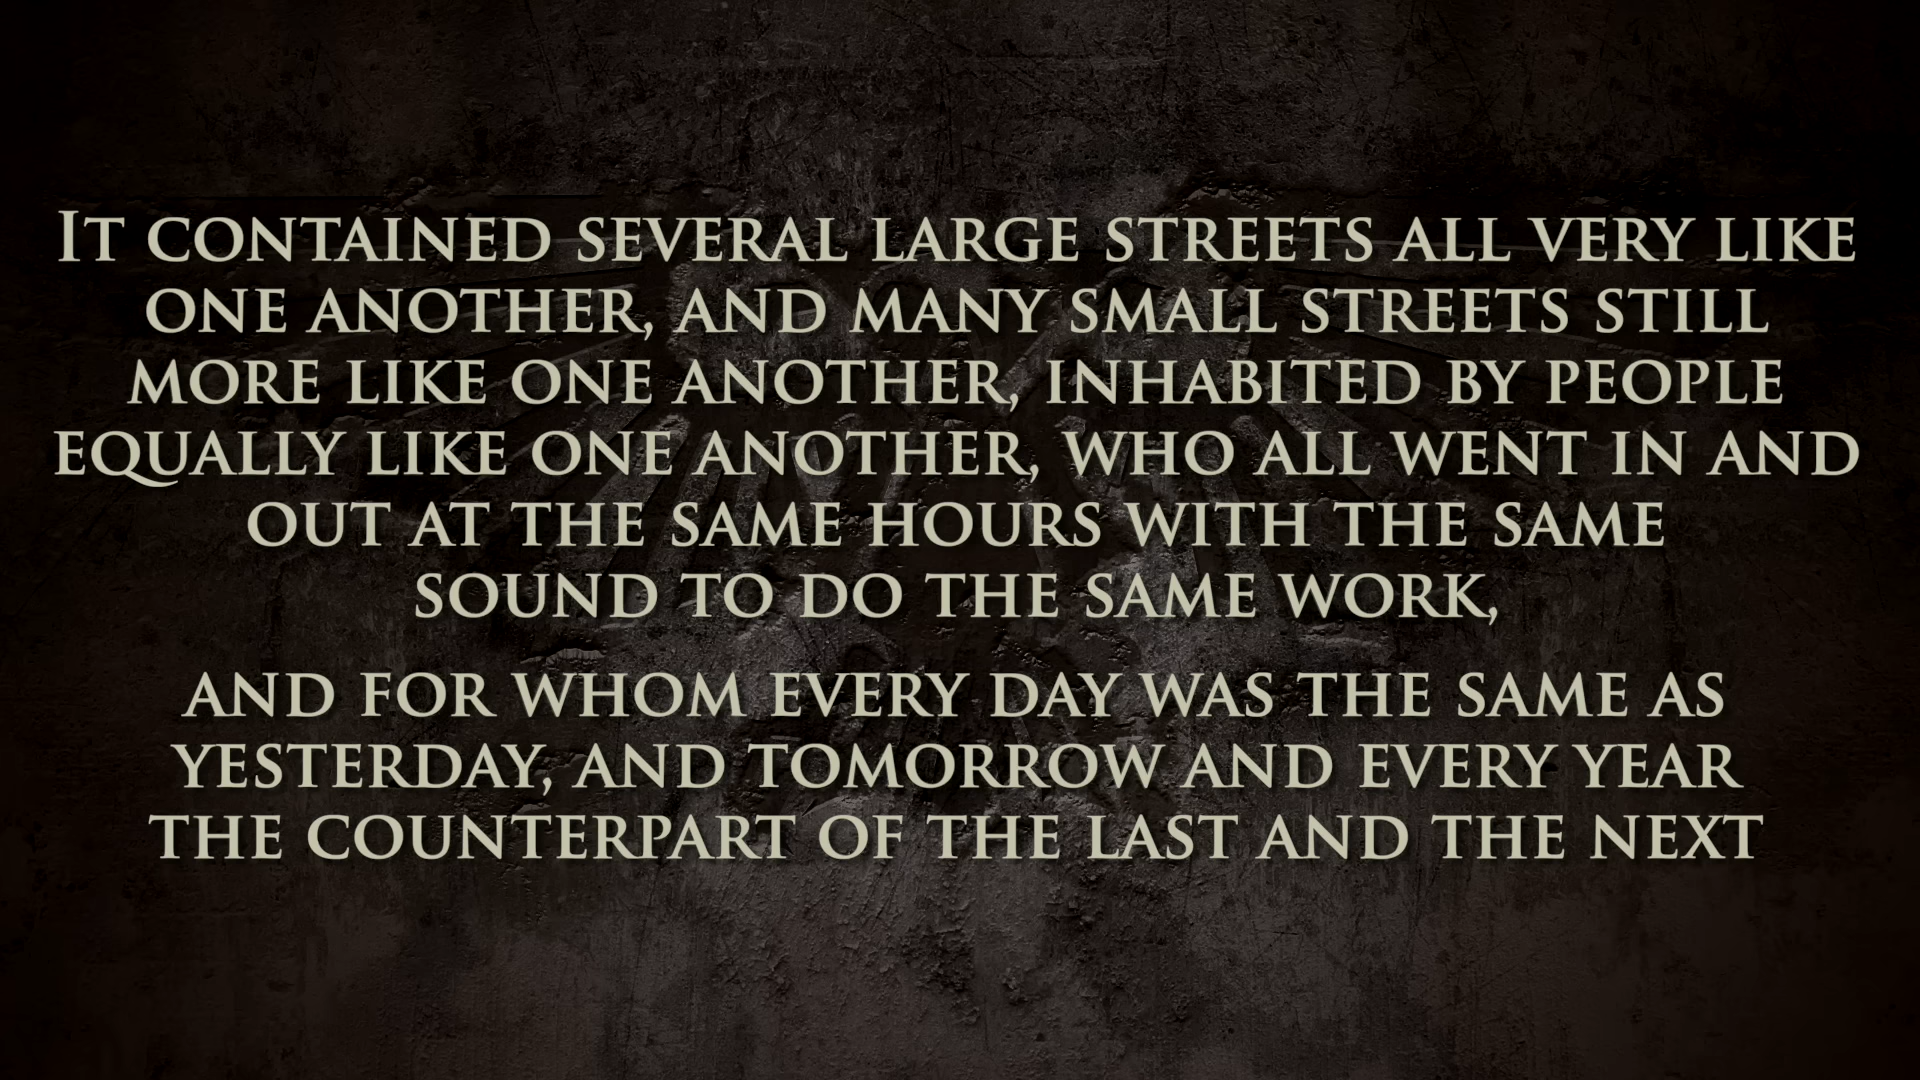 It contained several large streets all very like
one another, and many small streets still
more like one another, inhabited by people
equally like one another, who all went in and
out at the same hours with the same
sound to do the same work,
and for whom every day was the same as
yesterday, and tomorrow and every year
the counterpart of the last and the next